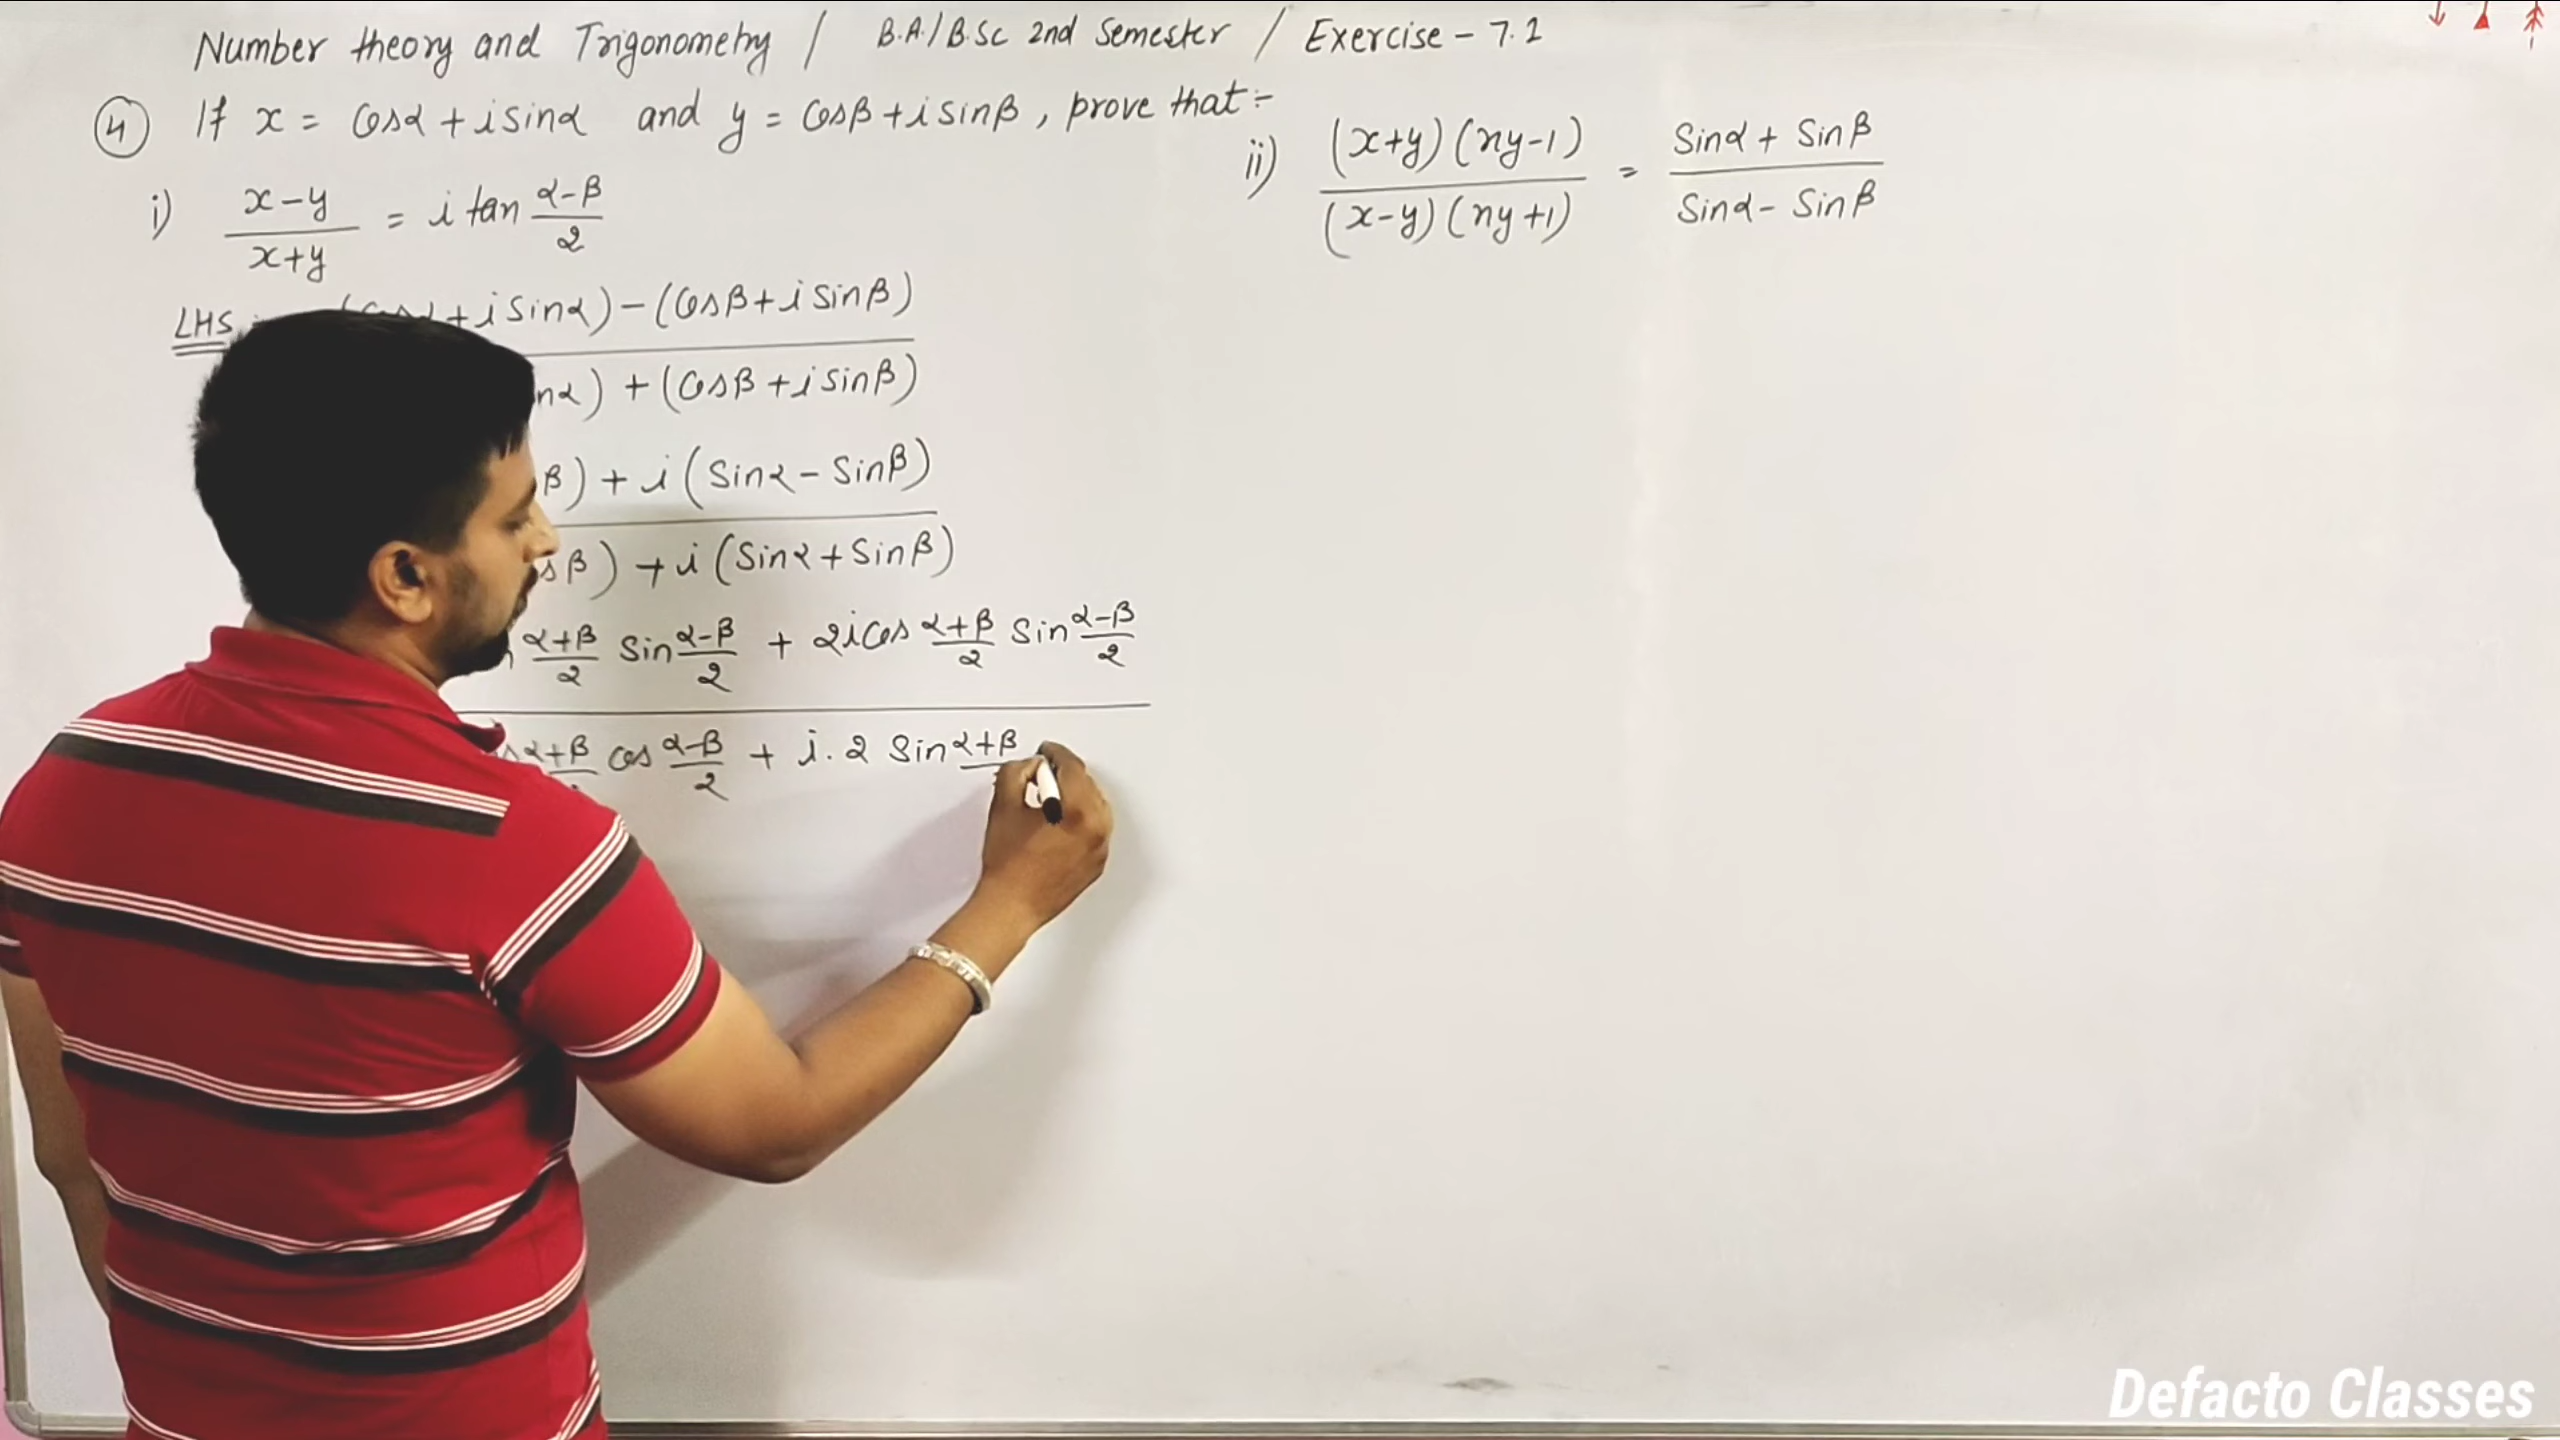 Number theory and Trigonometry / B.A./B.Sc 2nd Semester / Exercise - 7.2
④ If x = Cosα + i Sinα and y = Cosβ + i Sinβ, prove that:-
i) x-y / x+y = i tan α-β / 2
LHS (Cosα + i Sinα) - (Cosβ + i Sinβ)
nα) + (Cosβ + i Sinβ)
β) + i (Sinα - Sinβ)
sβ) + i (Sinα + Sinβ)
α+β / 2 Sin α-β / 2 + 2i Cos α+β / 2 Sin α-β / 2
s α+β Cos α-β / 2 + i. 2 Sin α+β
ii) (x+y)(xy-1) / (x-y)(xy+1) = Sinα + Sinβ / Sinα - Sinβ
Defacto Classes